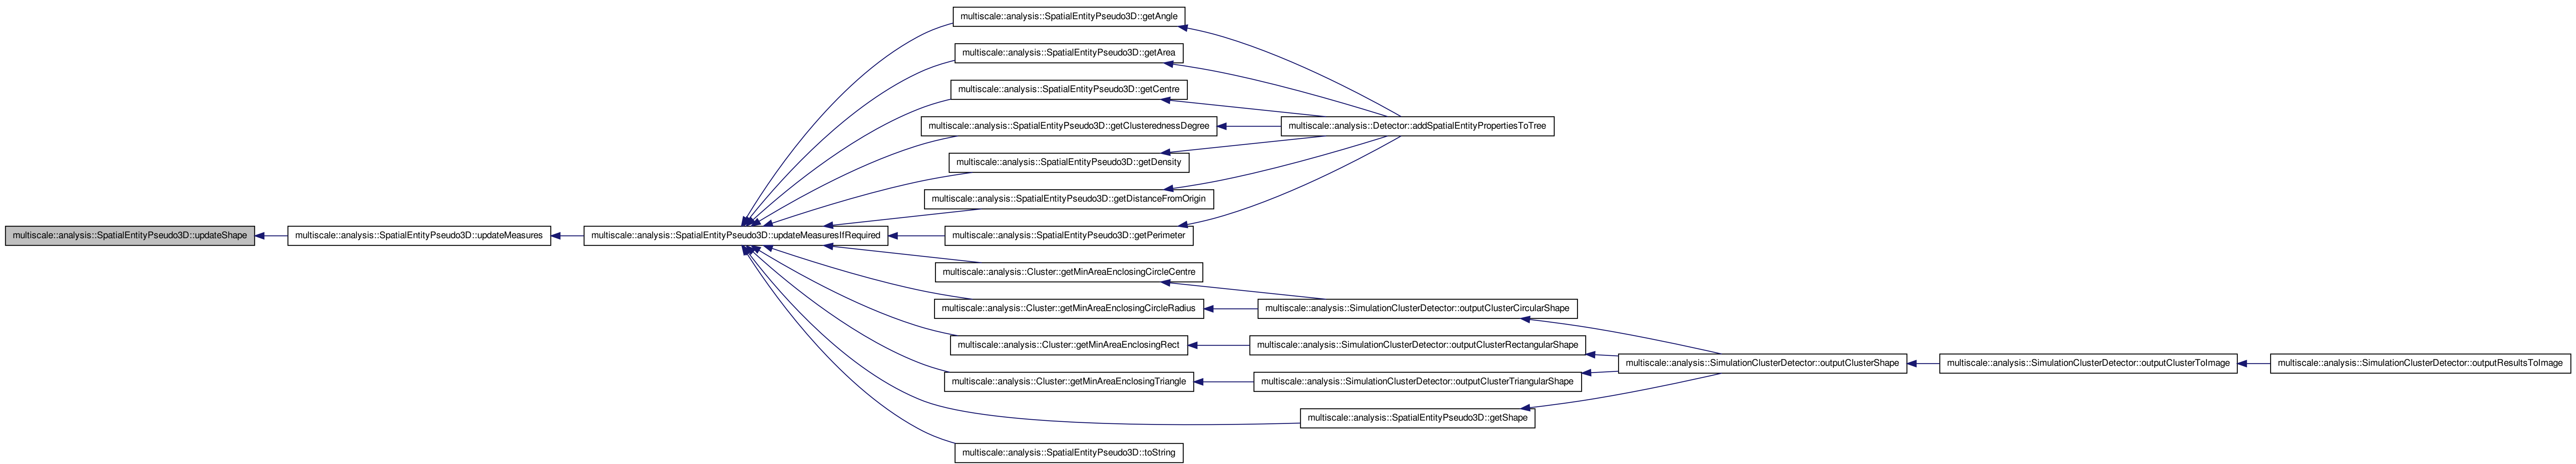 multiscale::analysis::SpatialEntityPseudo3D::updateShape
multiscale::analysis::SpatialEntityPseudo3D::updateMeasures
multiscale::analysis::SpatialEntityPseudo3D::updateMeasuresIfRequired
multiscale::analysis::SpatialEntityPseudo3D::getAngle
multiscale::analysis::SpatialEntityPseudo3D::getArea
multiscale::analysis::SpatialEntityPseudo3D::getCentre
multiscale::analysis::SpatialEntityPseudo3D::getClusterednessDegree
multiscale::analysis::SpatialEntityPseudo3D::getDensity
multiscale::analysis::SpatialEntityPseudo3D::getDistanceFromOrigin
multiscale::analysis::SpatialEntityPseudo3D::getPerimeter
multiscale::analysis::Cluster::getMinAreaEnclosingCircleCentre
multiscale::analysis::Cluster::getMinAreaEnclosingCircleRadius
multiscale::analysis::Cluster::getMinAreaEnclosingRect
multiscale::analysis::Cluster::getMinAreaEnclosingTriangle
multiscale::analysis::SpatialEntityPseudo3D::getShape
multiscale::analysis::SpatialEntityPseudo3D::toString
multiscale::analysis::Detector::addSpatialEntityPropertiesToTree
multiscale::analysis::SimulationClusterDetector::outputClusterCircularShape
multiscale::analysis::SimulationClusterDetector::outputClusterRectangularShape
multiscale::analysis::SimulationClusterDetector::outputClusterTriangularShape
multiscale::analysis::SimulationClusterDetector::outputClusterShape
multiscale::analysis::SimulationClusterDetector::outputClusterToImage
multiscale::analysis::SimulationClusterDetector::outputResultsToImage